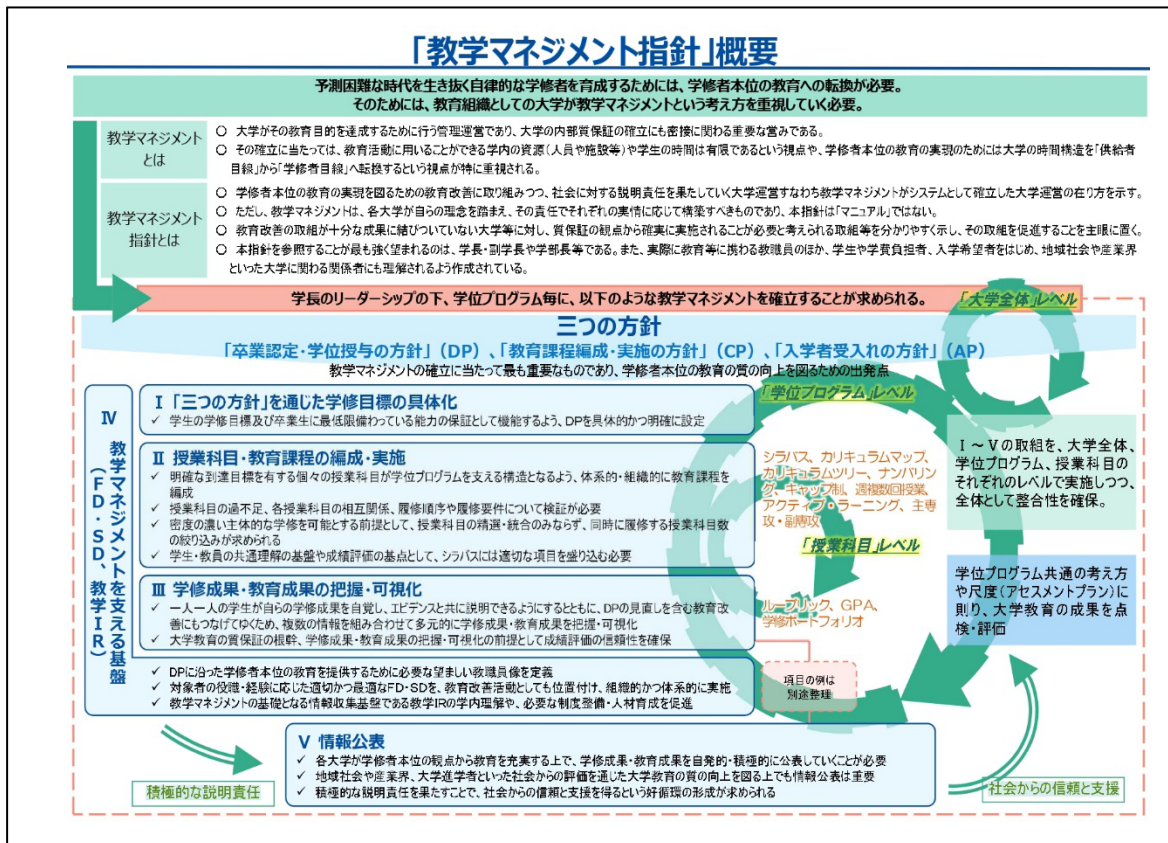 「教学マネジメント指針」概要
予測困難な時代を生き抜く自律的な学修者を育成するためには、学修者本位の教育への転換が必要。
そのためには、教育組織としての大学が教学マネジメントという考え方を重視していく必要。
教学マネジメント
とは
○ 大学がその教育目的を達成するために行う管理運営であり、大学の内部質保証の確立にも密接に関わる重要な営みである。
○ その確立に当たっては、教育活動に用いることができる学内の資源(人員や施設等)や学生の時間は有限であるという視点や、学修者本位の教育の実現のためには大学の時間構造を「供給者
目線」から「学修者目線」へ転換するという視点が特に重視される。
教学マネジメント
指針とは
○ 学修者本位の教育の実現を図るための教育改善に取り組みつつ、社会に対する説明責任を果たしていく大学運営すなわち教学マネジメントがシステムとして確立した大学運営の在り方を示す。
○ ただし、教学マネジメントは、各大学が自らの理念を踏まえ、その責任でそれぞれの実情に応じて構築すべきものであり、本指針は「マニュアル」ではない。
○ 教育改善の取組が十分な成果に結びついていない大学等に対し、質保証の観点から確実に実施されることが必要と考えられる取組等を分かりやすく示し、その取組を促進することを主眼に置く。
○ 本指針を参照することが最も強く望まれるのは、学長・副学長や学部長等である。また、実際に教育等に携わる教職員のほか、学生や学費負担者、入学希望者をはじめ、地域社会や産業界
といった大学に関わる関係者にも理解されるよう作成されている。
学長のリーダーシップの下、学位プログラム毎に、以下のような教学マネジメントを確立することが求められる。
「大学全体」レベル
三つの方針
「卒業認定・学位授与の方針」(DP)、「教育課程編成・実施の方針」(CP)、「入学者受入れの方針」(AP)
教学マネジメントの確立に当たって最も重要なものであり、学修者本位の教育の質の向上を図るための出発点
「学位プログラム」レベル
Ⅳ 教学マネジメントを支える基盤
(FD・SD、教学IR)
Ⅰ 「三つの方針」を通じた学修目標の具体化
✓ 学生の学修目標及び卒業生に最低限備わっている能力の保証として機能するよう、DPを具体的かつ明確に設定
Ⅱ 授業科目・教育課程の編成・実施
✓ 明確な到達目標を有する個々の授業科目が学位プログラムを支える構造となるよう、体系的・組織的に教育課程を
編成
✓ 授業科目の過不足、各授業科目の相互関係、履修順序や履修要件について検証が必要
✓ 密度の濃い主体的な学修を可能とする前提として、授業科目の精選・統合のみならず、同時に履修する授業科目数
の絞り込みが求められる
✓ 学生・教員の共通理解の基盤や成績評価の基点として、シラバスには適切な項目を盛り込む必要
シラバス、カリキュラムマップ、
カリキュラムツリー、ナンバリン
グ、キャップ制、週複数回授業、
アクティブ・ラーニング、主専
攻・副専攻
「授業科目」レベル
Ⅲ 学修成果・教育成果の把握・可視化
✓ 一人一人の学生が自らの学修成果を自覚し、エビデンスと共に説明できるようにするとともに、DPの見直しを含む教育改
善にもつなげてゆくため、複数の情報を組み合わせて多元的に学修成果・教育成果を把握・可視化
✓ 大学教育の質保証の根幹、学修成果・教育成果の把握・可視化の前提として成績評価の信頼性を確保
ルーブリック、GPA、
学修ポートフォリオ
✓ DPに沿った学修者本位の教育を提供するために必要な望ましい教職員像を定義
✓ 対象者の役職・経験に応じた適切かつ最適なFD・SDを、教育改善活動としても位置付け、組織的かつ体系的に実施
✓ 教学マネジメントの基礎となる情報収集基盤である教学IRの学内理解や、必要な制度整備・人材育成を促進
項目の例は
別途整理
Ⅰ～Ⅴの取組を、大学全体、
学位プログラム、授業科目の
それぞれのレベルで実施しつつ、
全体として整合性を確保。
学位プログラム共通の考え方
や尺度(アセスメントプラン)に
則り、大学教育の成果を点
検・評価
Ⅴ 情報公表
✓ 各大学が学修者本位の観点から教育を充実する上で、学修成果・教育成果を自発的・積極的に公表していくことが必要
✓ 地域社会や産業界、大学進学者といった社会からの評価を通じた大学教育の質の向上を図る上でも情報公表は重要
✓ 積極的な説明責任を果たすことで、社会からの信頼と支援を得るという好循環の形成が求められる
積極的な説明責任
社会からの信頼と支援